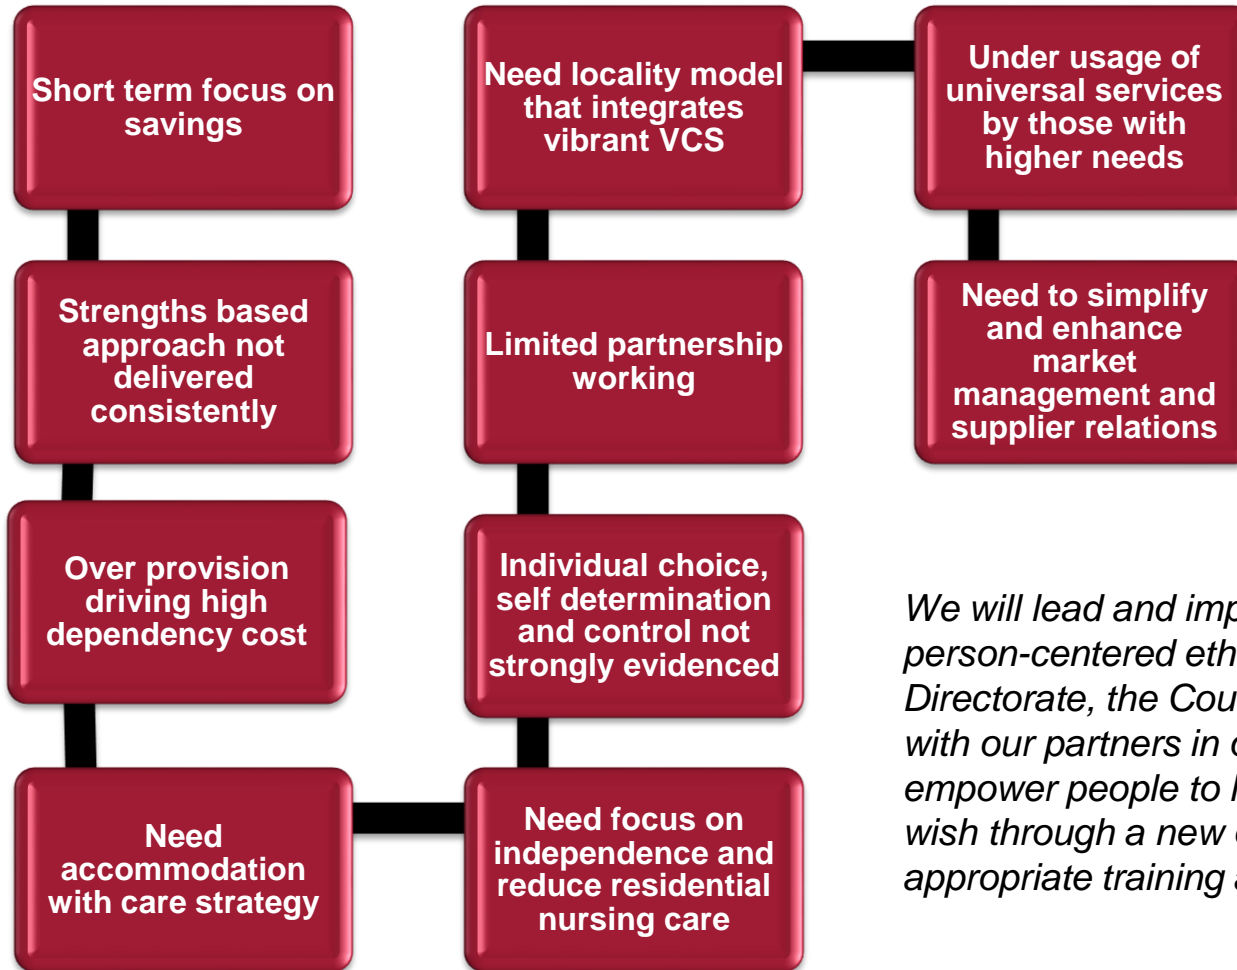 Short term focus on
savings
Strengths based
approach not
delivered
consistently
Over provision
driving high
dependency cost
Need
accommodation
with care strategy
Need focus on
independence and
reduce residential
nursing care
Individual choice,
self determination
and control not
strongly evidenced
Limited partnership
working
Need locality model
that integrates
vibrant VCS
Under usage of
universal services
by those with
higher needs
Need to simplify
and enhance
market
management and
supplier relations
We will lead and
person-centered
Directorate, the
with our partners in
empower people to
wish through a new
appropriate training